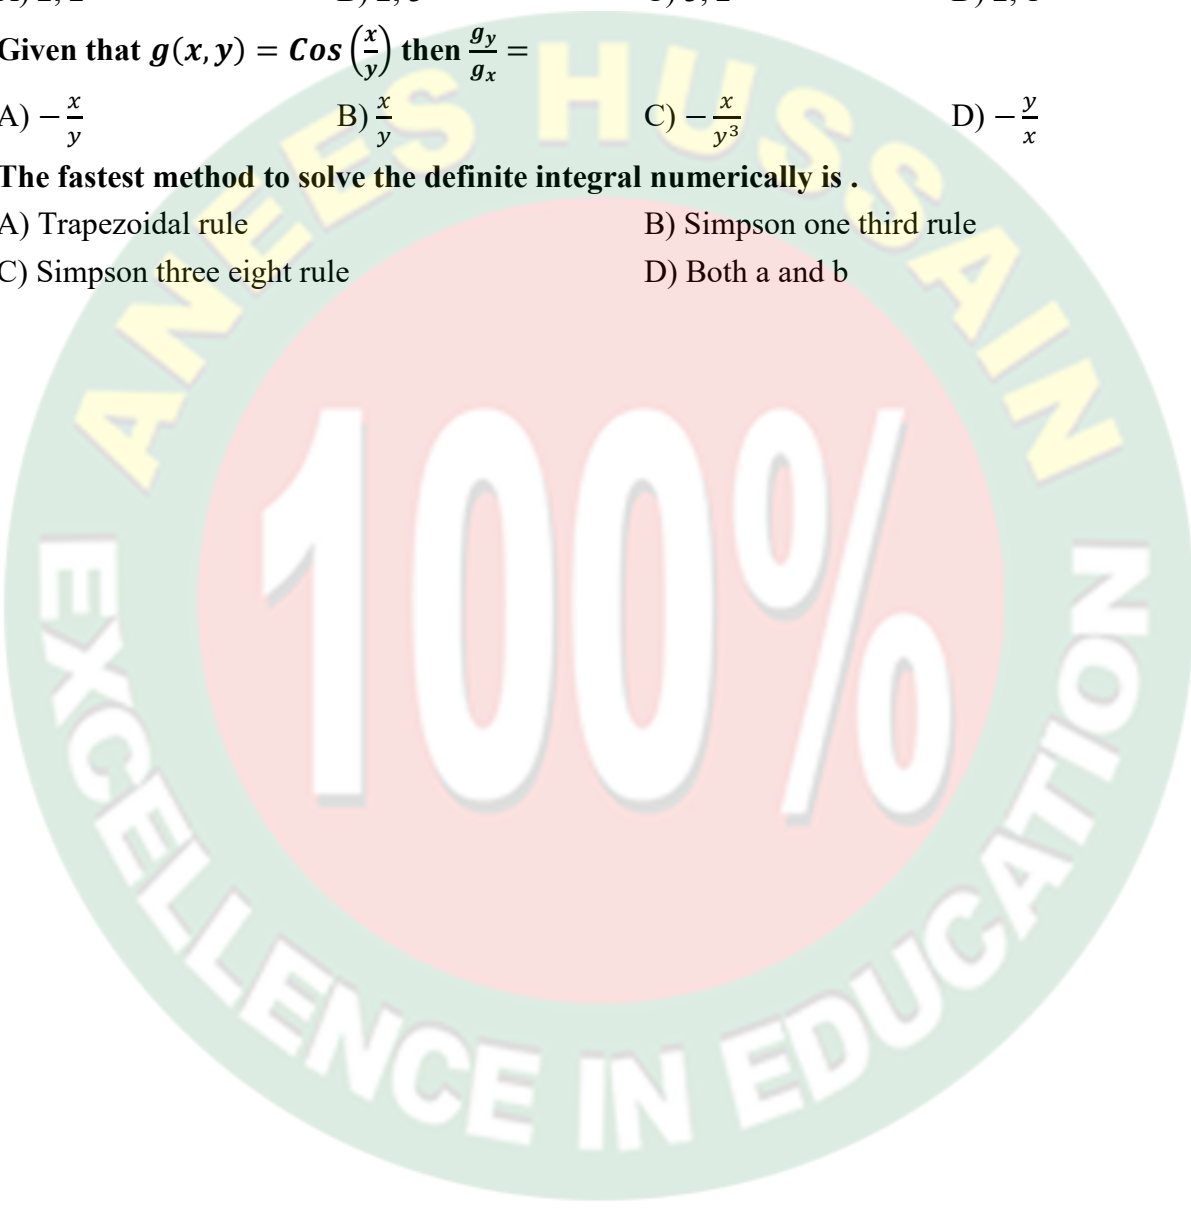 Given that g(x, y) = Cos (x/y) then g_y/g_x =
A) − x/y B) x/y C) − x/y³ D) − y/x
The fastest method to solve the definite integral numerically is .
A) Trapezoidal rule B) Simpson one third rule
C) Simpson three eight rule D) Both a and b
ANEES HUSSAIN
100%
EXCELLENCE IN EDUCATION